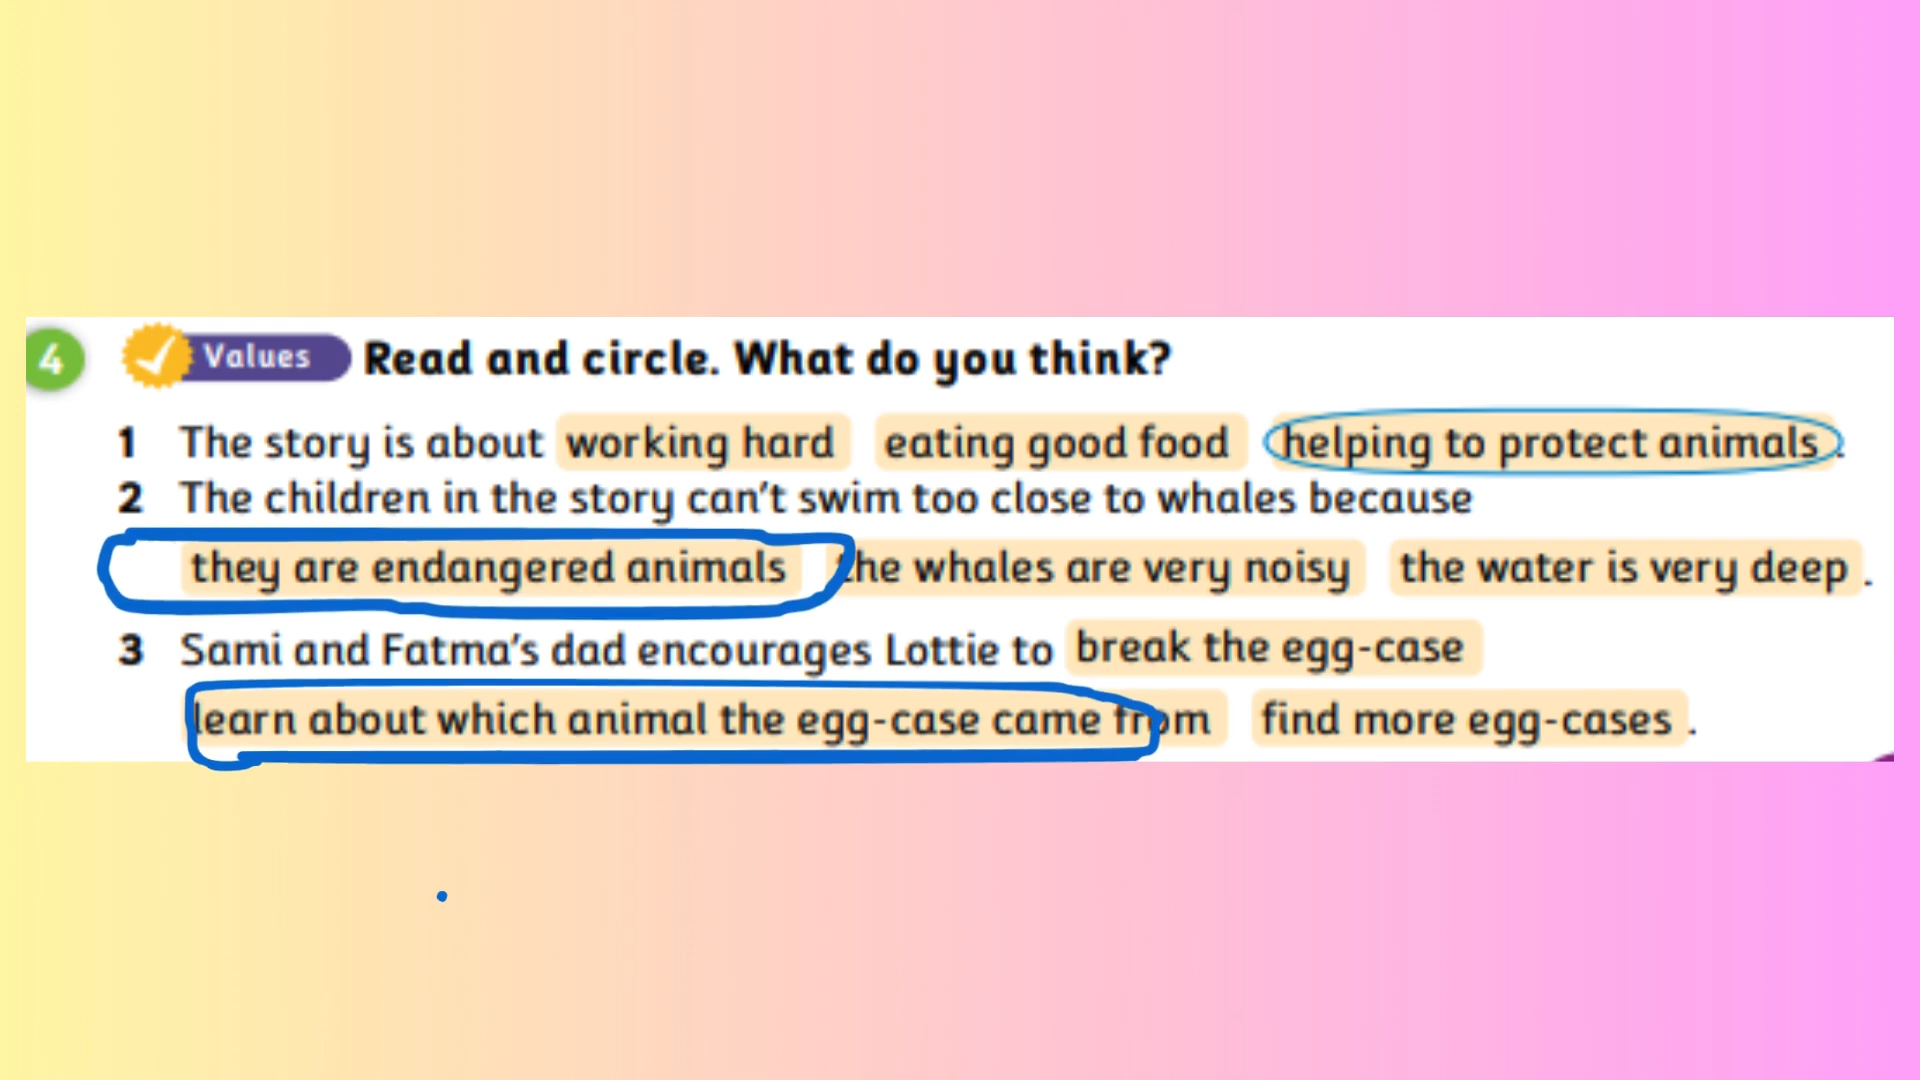 4 Values Read and circle. What do you think?
1 The story is about working hard eating good food helping to protect animals.
2 The children in the story can't swim too close to whales because
they are endangered animals the whales are very noisy the water is very deep.
3 Sami and Fatma's dad encourages Lottie to break the egg-case
learn about which animal the egg-case came from find more egg-cases.